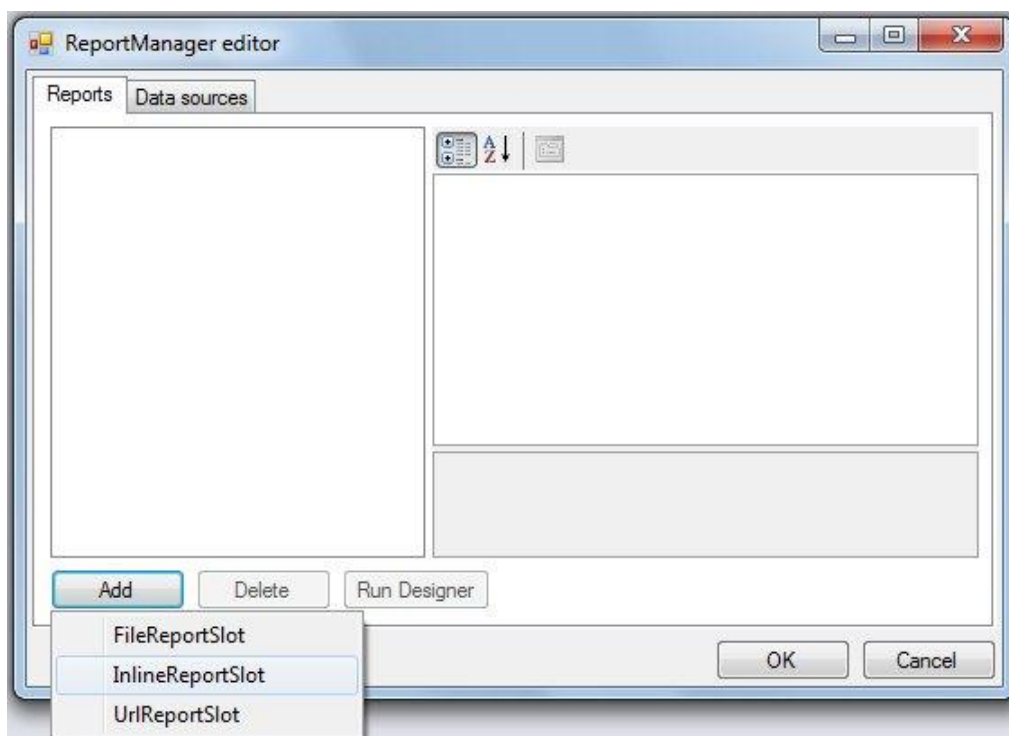 ReportManager editor
Reports
Data sources
A
Z
Add
Delete
Run Designer
FileReportSlot
InlineReportSlot
UrlReportSlot
OK
Cancel